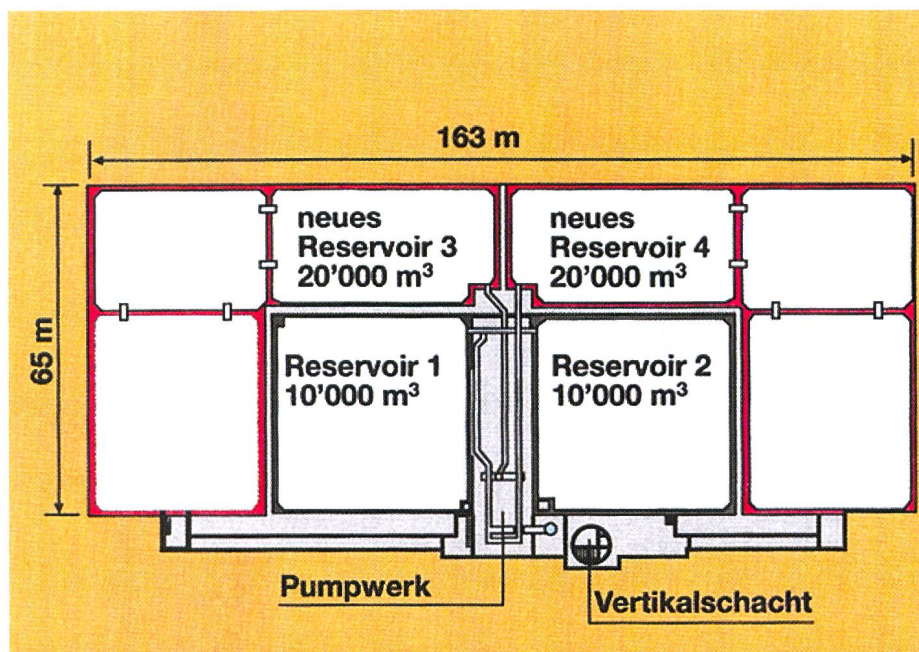 163 m
65 m
neues
Reservoir 3
20’000 m³
neues
Reservoir 4
20’000 m³
Reservoir 1
10’000 m³
Reservoir 2
10’000 m³
Pumpwerk
Vertikalschacht